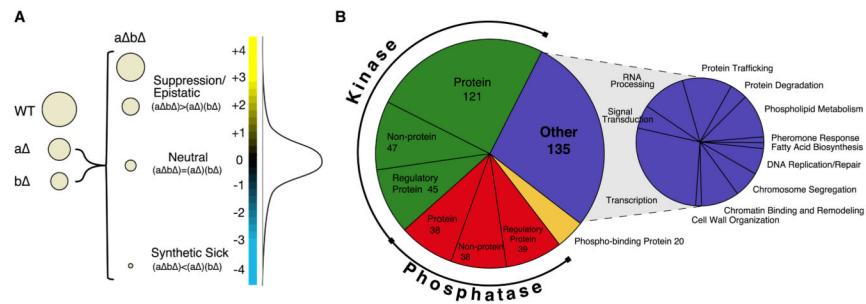 A
aΔbΔ
WT
aΔ
bΔ
Suppression/
Epistatic
(aΔbΔ)>(aΔ)(bΔ)
Neutral
(aΔbΔ)=(aΔ)(bΔ)
Synthetic Sick
(aΔbΔ)<(aΔ)(bΔ)
+4
+3
+2
+1
0
-1
-2
-3
-4
B
Kinase
Protein
121
Non-protein
47
Regulatory
Protein 45
Protein
38
Non-protein
38
Regulatory
Protein
39
Phosphatase
Other
135
Phospho-binding Protein 20
RNA
Processing
Signal
Transduction
Transcription
Protein Trafficking
Protein Degradation
Phospholipid Metabolism
Pheromone Response
Fatty Acid Biosynthesis
DNA Replication/Repair
Chromosome Segregation
Chromatin Binding and Remodeling
Cell Wall Organization